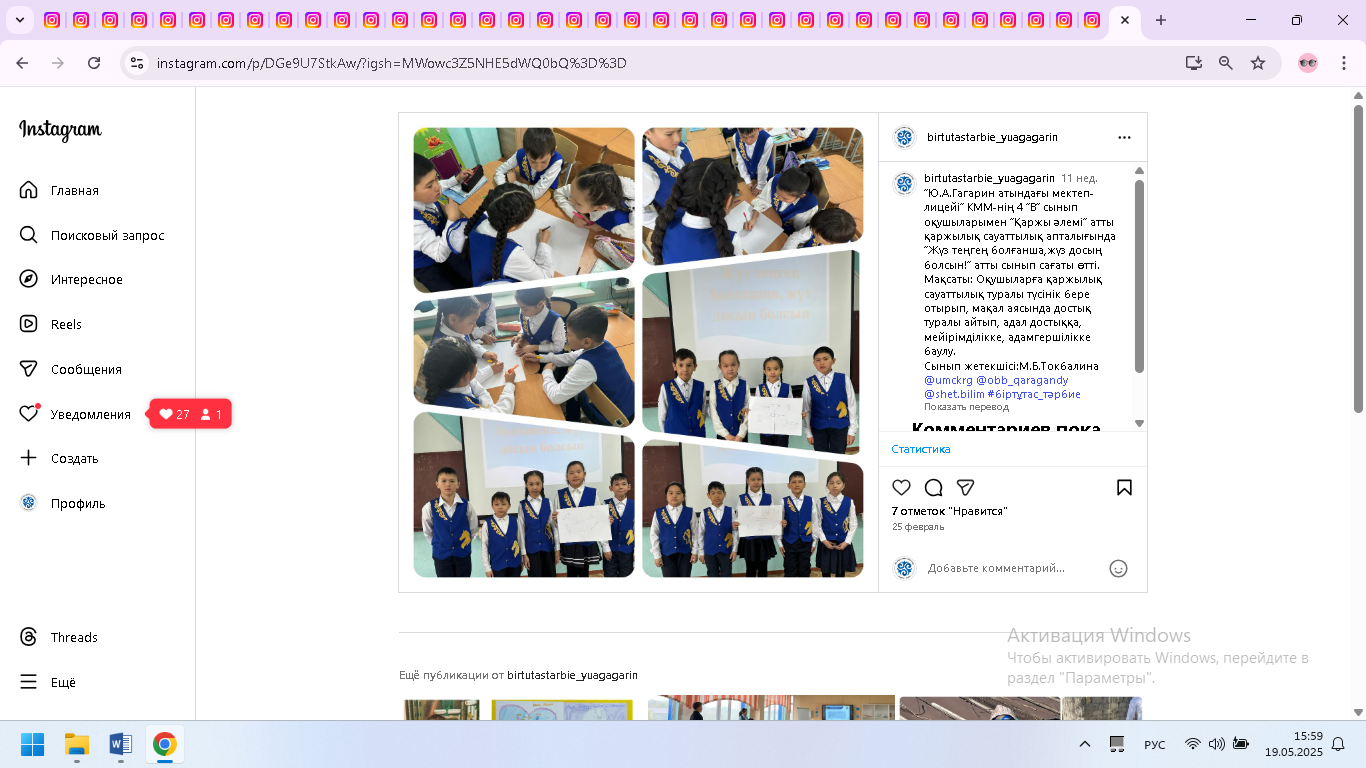 instagram.com/p/DGe9U7StkAw/?igsh=MWowc3Z5NHE5dWQ0bQ%3D%3D
Instagram
Главная
Поисковый запрос
Интересное
Reels
Сообщения
Уведомления
27 1
Создать
Профиль
Threads
Ещё
жүз
досың болсын
birtutastarbie_yuagagarin
birtutastarbie_yuagagarin 11 нед.
"Ю.А.Гагарин атындағы мектеп-
лицейі" КММ-нің 4 "В" сынып
оқушыларымен "Қаржы әлемі" атты
қаржылық сауаттылық апталығында
"Жүз теңгең болғанша,жүз досың
болсын!" атты сынып сағаты өтті.
Мақсаты: Оқушыларға қаржылық
сауаттылық туралы түсінік бере
отырып, мақал аясында достық
туралы айтып, адал достыққа,
мейірімділікке, адамгершілікке
баулу.
Сынып жетекшісі:М.Б.Токбалина
@umckrg @obb_qaragandy
@shet.bilim #біртұтас_тәрбие
Показать перевод
Комментариев пока
Статистика
7 отметок "Нравится"
25 февраль
Добавьте комментарий...
Ещё публикации от birtutastarbie_yuagagarin
Активация Windows
Чтобы активировать Windows, перейдите в
раздел "Параметры".
РУС
15:59
19.05.2025